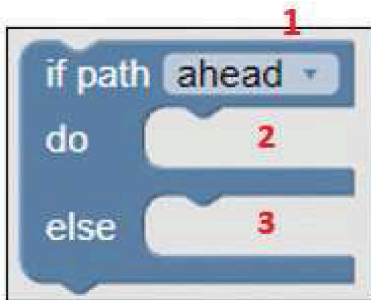 1
if path ahead
do 2
else 3